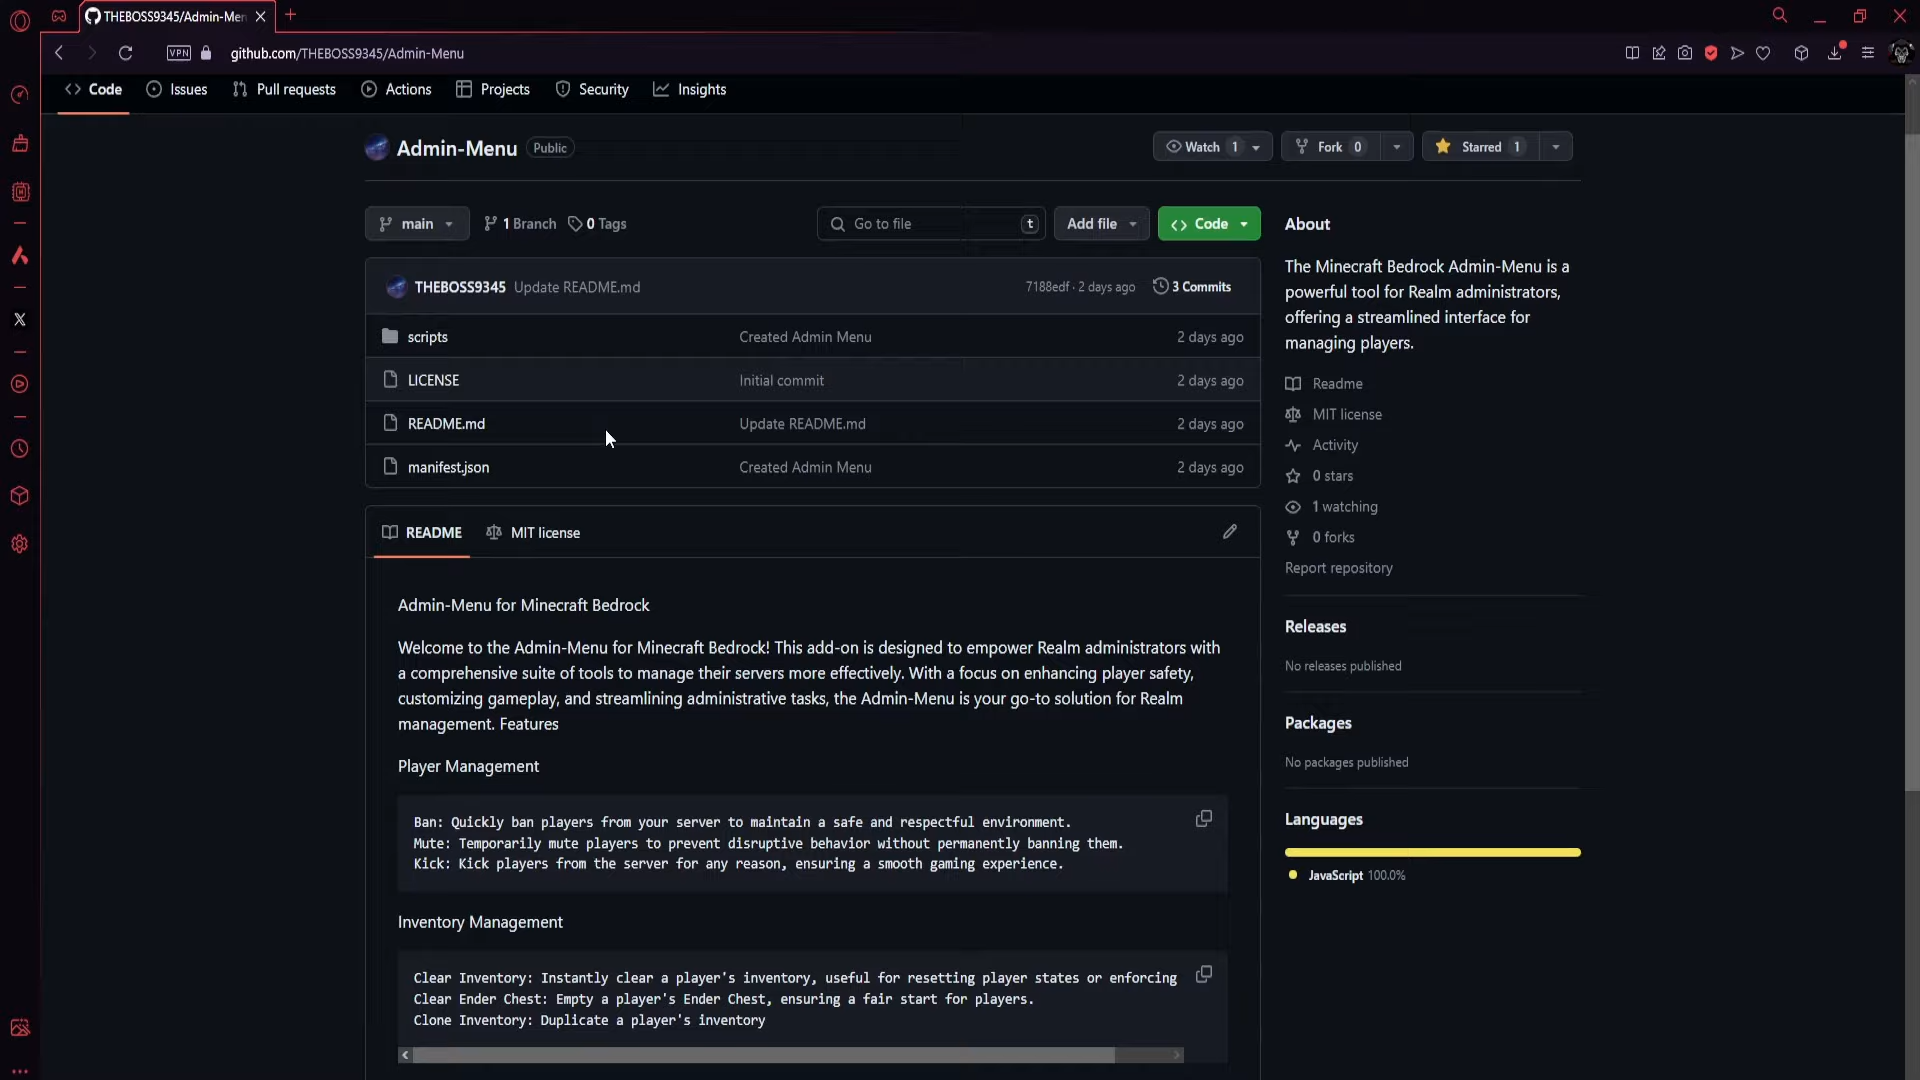 THEBOSS9345/Admin-Men
VPN
github.com/THEBOSS9345/Admin-Menu
Code
Issues
Pull requests
Actions
Projects
Security
Insights
Admin-Menu
Public
Watch 1
Fork 0
Starred 1
main
1 Branch
0 Tags
Go to file
t
Add file
Code
THEBOSS9345 Update README.md
7188edf · 2 days ago
3 Commits
scripts
Created Admin Menu
2 days ago
LICENSE
Initial commit
2 days ago
README.md
Update README.md
2 days ago
manifest.json
Created Admin Menu
2 days ago
README
MIT license
Admin-Menu for Minecraft Bedrock
Welcome to the Admin-Menu for Minecraft Bedrock! This add-on is designed to empower Realm administrators with
a comprehensive suite of tools to manage their servers more effectively. With a focus on enhancing player safety,
customizing gameplay, and streamlining administrative tasks, the Admin-Menu is your go-to solution for Realm
management. Features
Player Management
Ban: Quickly ban players from your server to maintain a safe and respectful environment.
Mute: Temporarily mute players to prevent disruptive behavior without permanently banning them.
Kick: Kick players from the server for any reason, ensuring a smooth gaming experience.
Inventory Management
Clear Inventory: Instantly clear a player's inventory, useful for resetting player states or enforcing
Clear Ender Chest: Empty a player's Ender Chest, ensuring a fair start for players.
Clone Inventory: Duplicate a player's inventory
About
The Minecraft Bedrock Admin-Menu is a
powerful tool for Realm administrators,
offering a streamlined interface for
managing players.
Readme
MIT license
Activity
0 stars
1 watching
0 forks
Report repository
Releases
No releases published
Packages
No packages published
Languages
JavaScript 100.0%